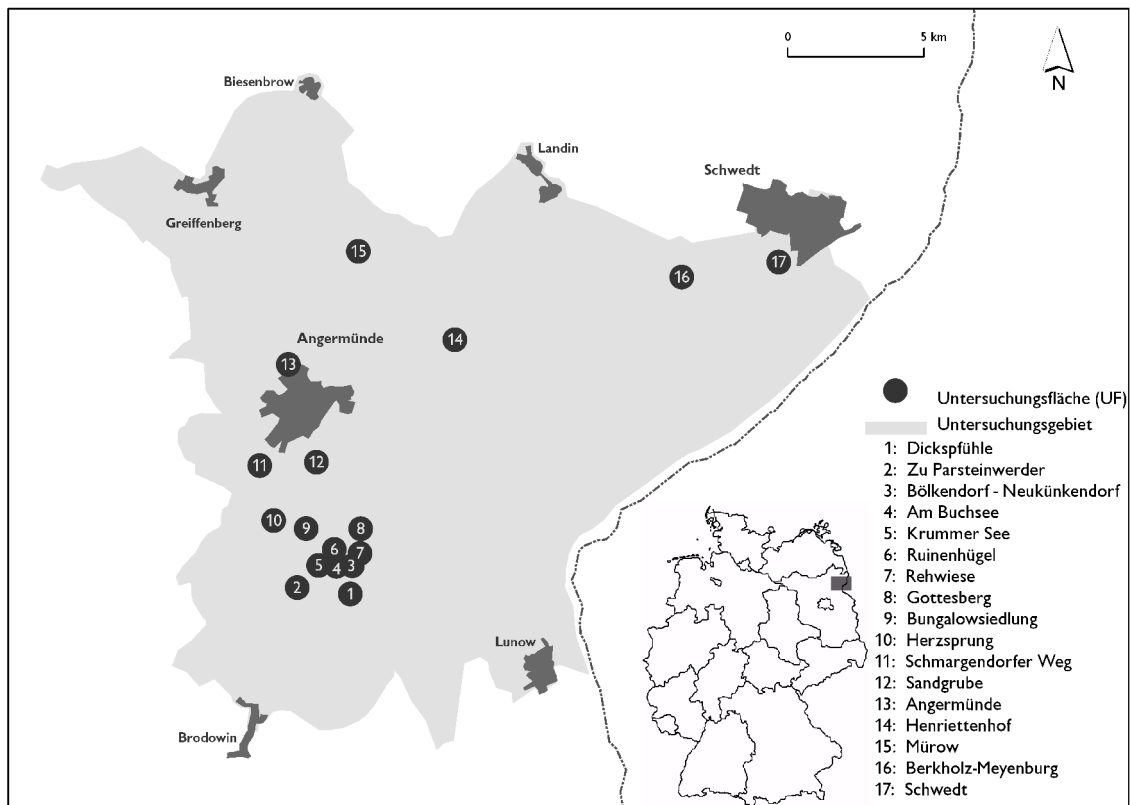 0 5 km
N
Biesenbrow
Landin
Schwedt
Greiffenberg
15
17
16
Angermünde
14
13
11
12
10
9
8
6
7
5
4
3
2
1
Lunow
Brodowin
Untersuchungsfläche (UF)
Untersuchungsgebiet
1: Dickspfühle
2: Zu Parsteinwerder
3: Bölkendorf - Neukünkendorf
4: Am Buchsee
5: Krummer See
6: Ruinenhügel
7: Rehwiese
8: Gottesberg
9: Bungalowsiedlung
10: Herzsprung
11: Schmargendorfer Weg
12: Sandgrube
13: Angermünde
14: Henriettenhof
15: Mürow
16: Berkholz-Meyenburg
17: Schwedt